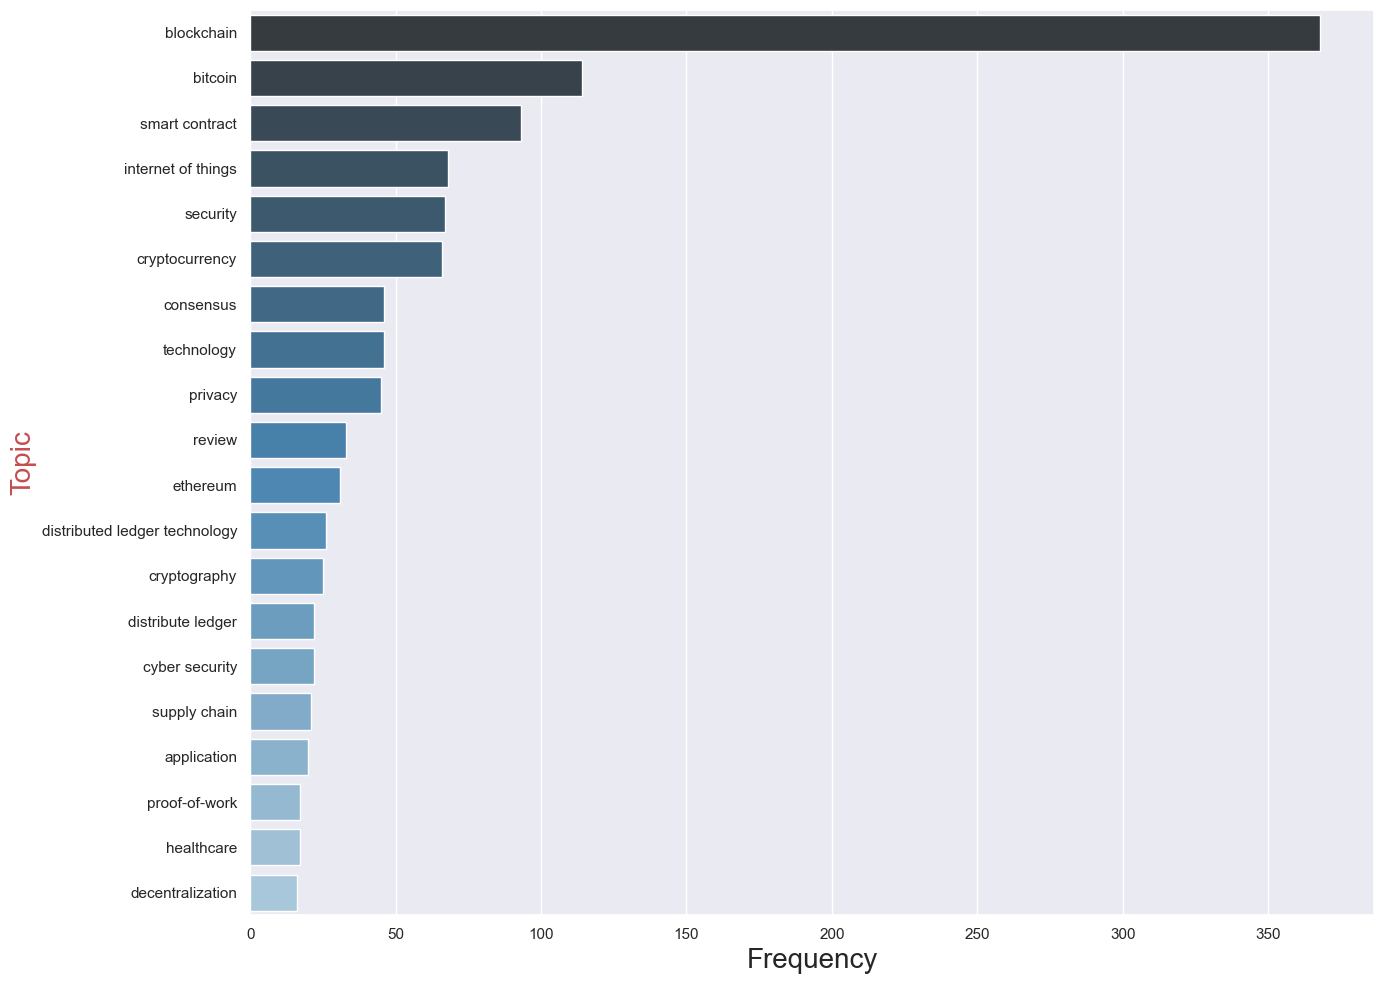 blockchain
bitcoin
smart contract
internet of things
security
cryptocurrency
consensus
technology
privacy
review
ethereum
distributed ledger technology
cryptography
distribute ledger
cyber security
supply chain
application
proof-of-work
healthcare
decentralization
Topic
0 50 100 150 200 250 300 350
Frequency